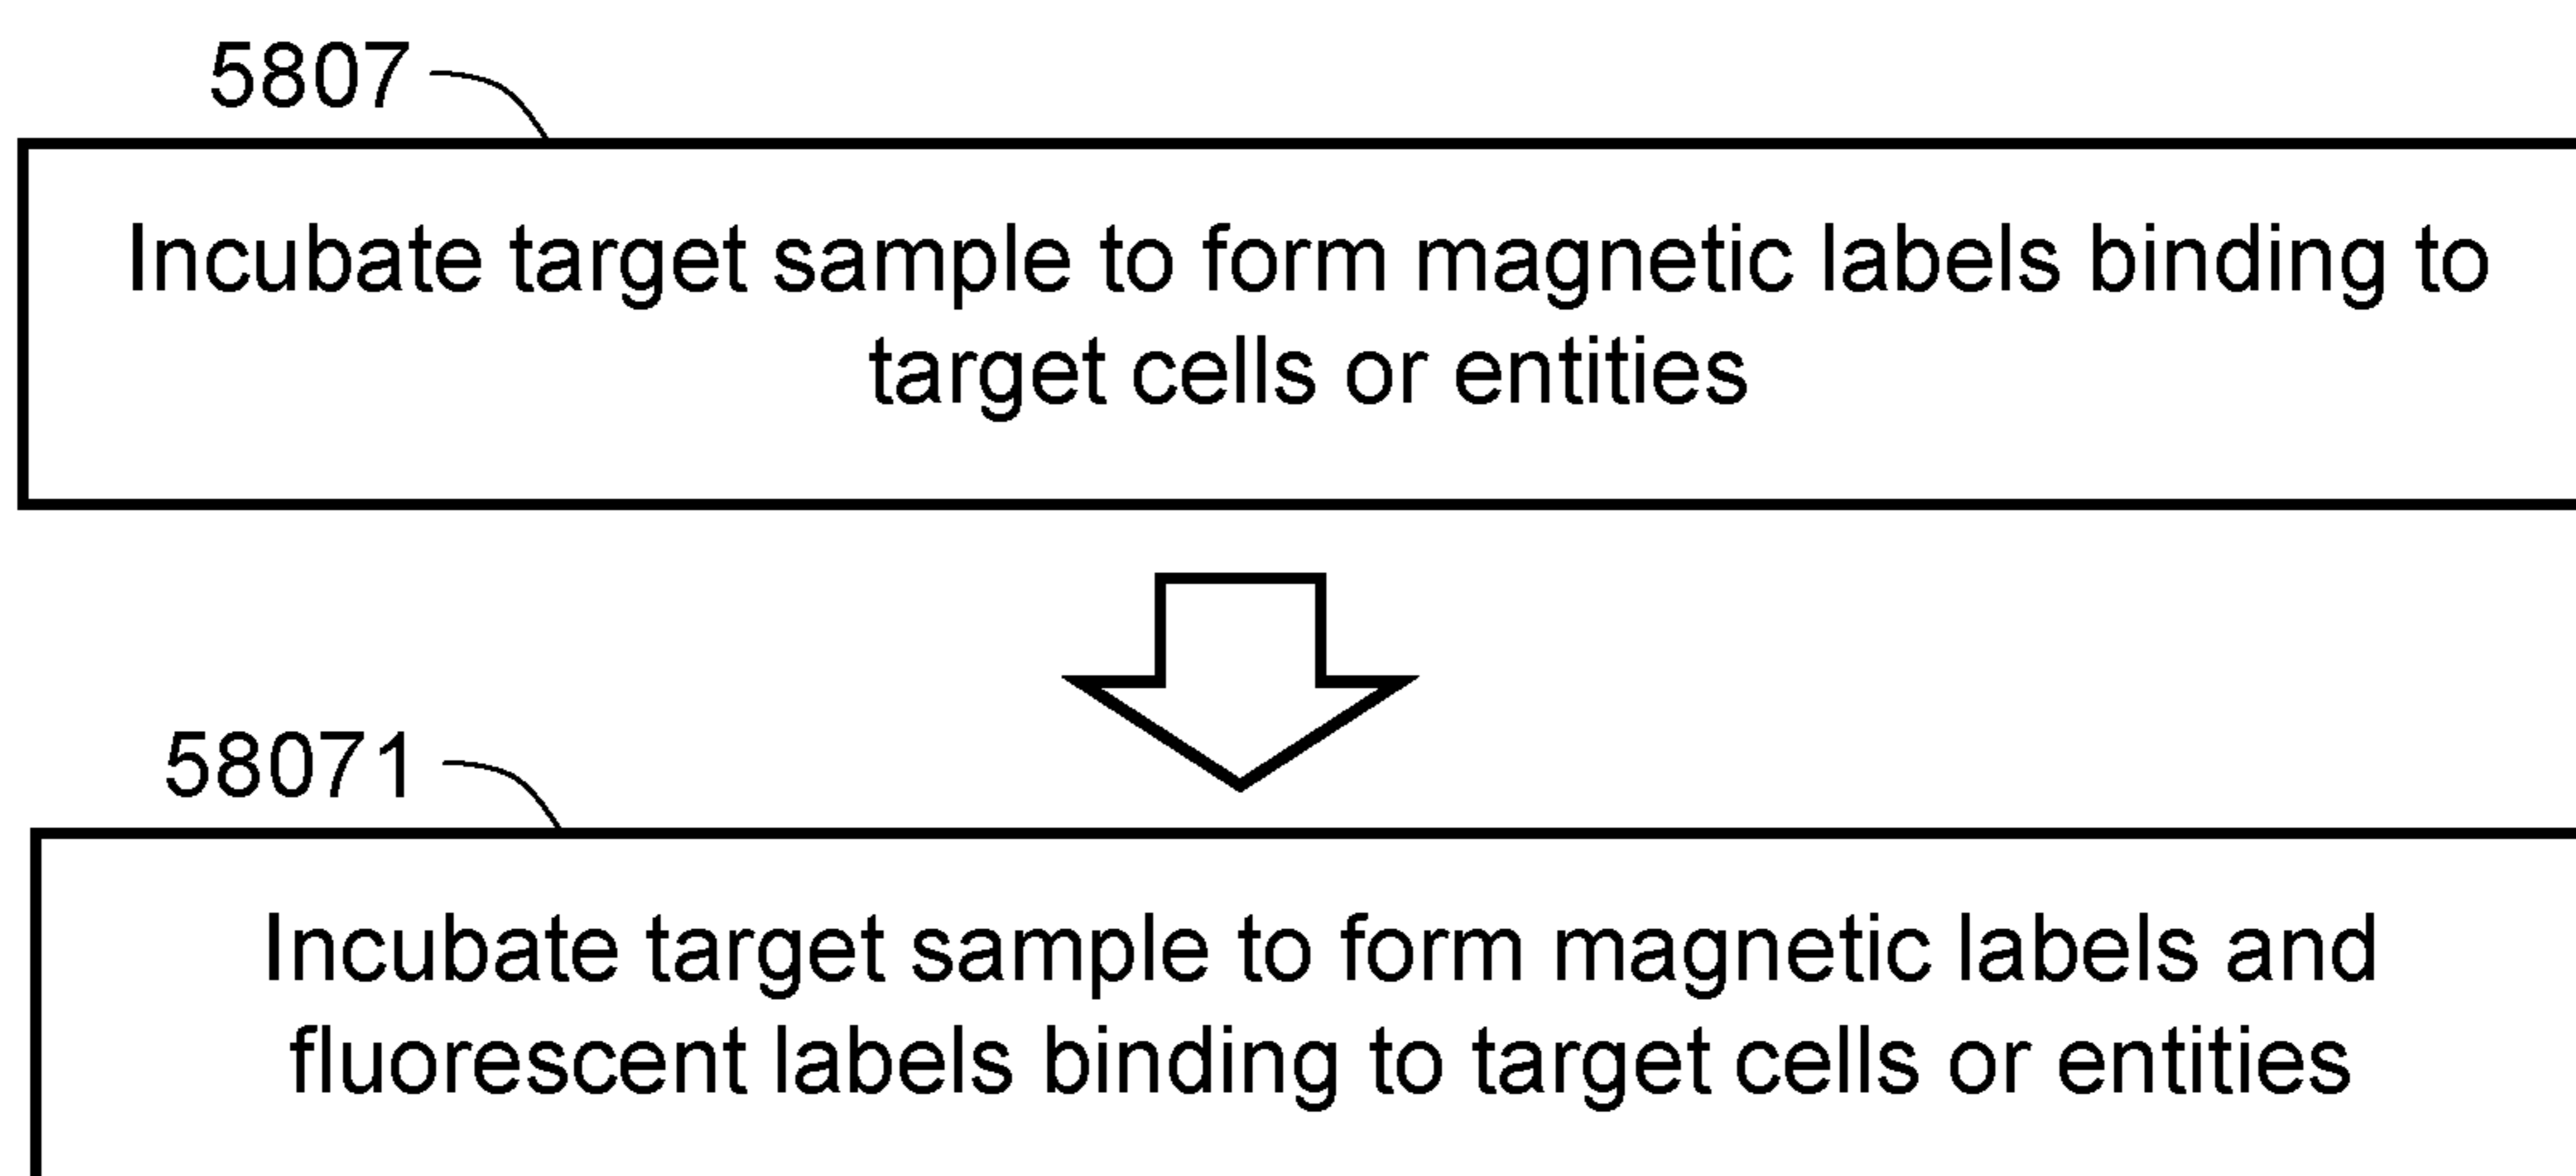 5807
Incubate target sample to form magnetic labels binding to
target cells or entities
58071
Incubate target sample to form magnetic labels and
fluorescent labels binding to target cells or entities